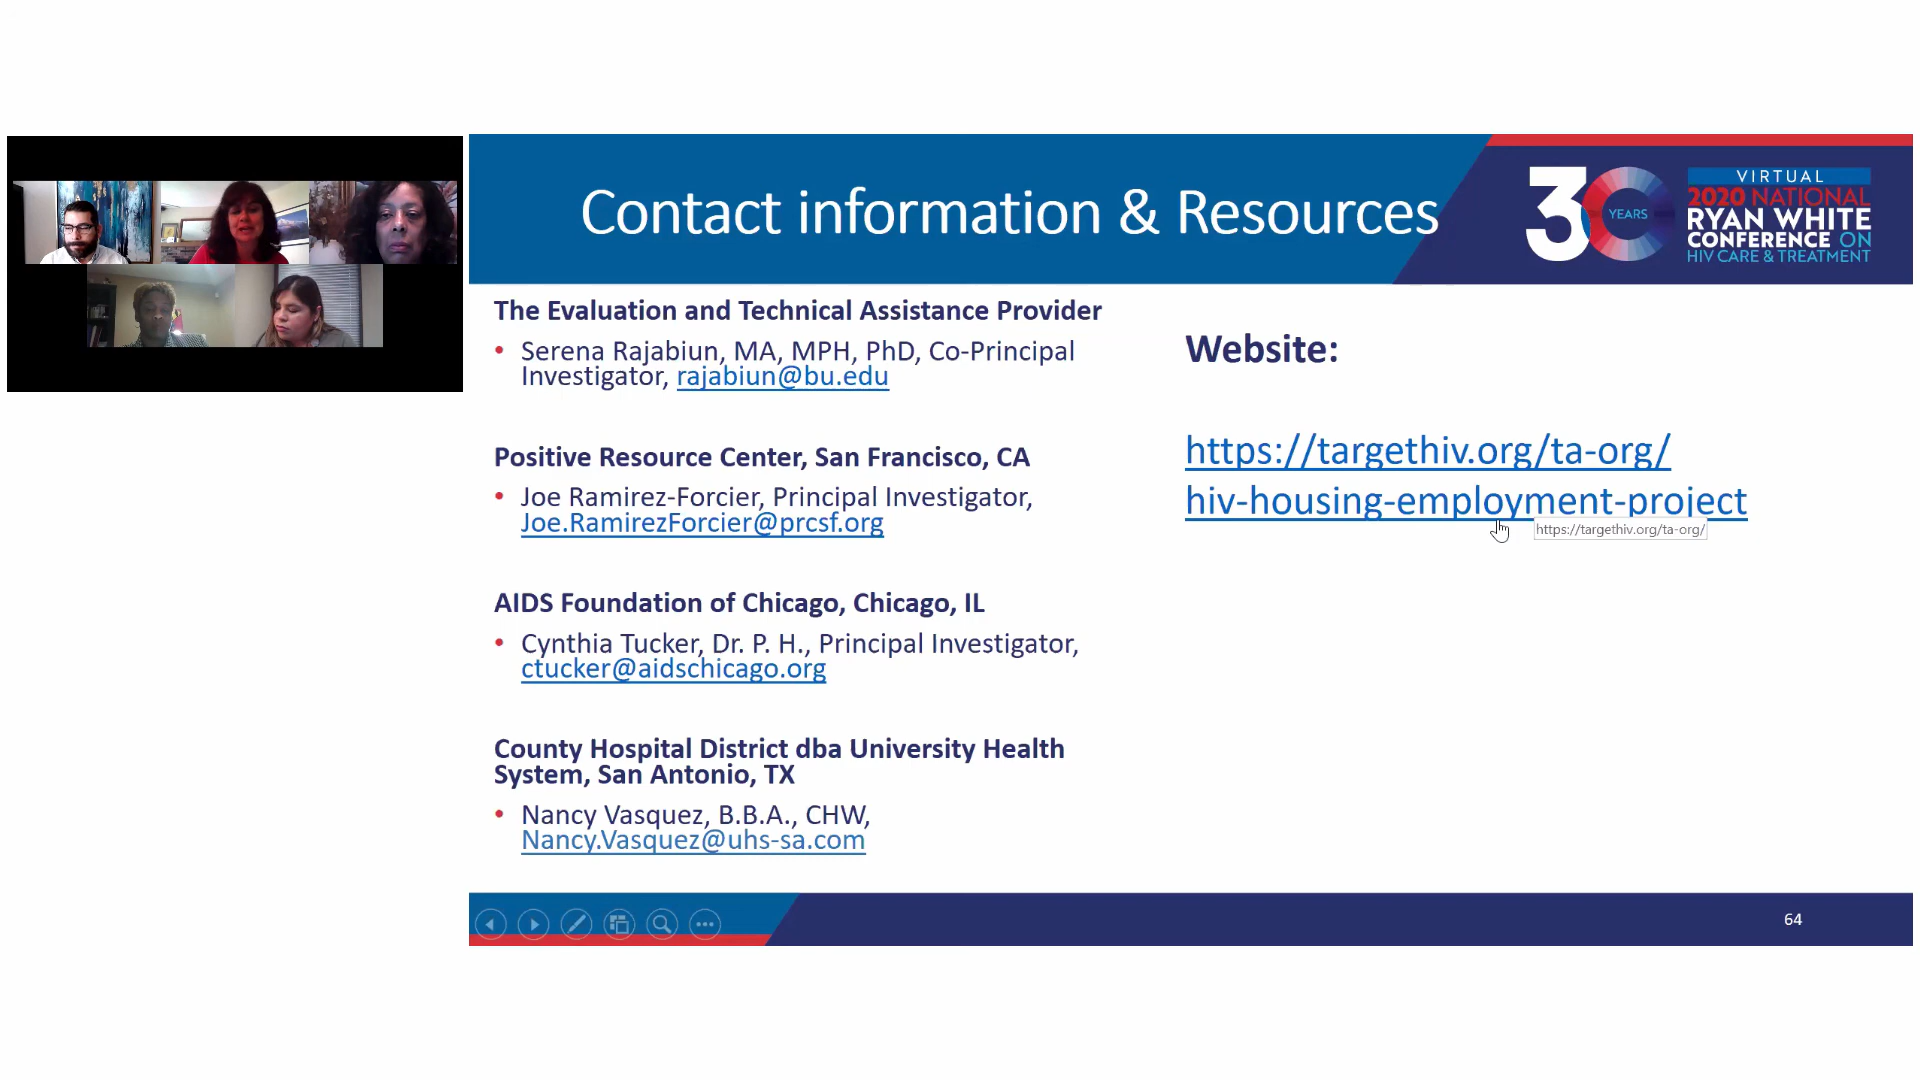 Contact information & Resources
30 YEARS
VIRTUAL
2020 NATIONAL
RYAN WHITE
CONFERENCE ON
HIV CARE & TREATMENT
The Evaluation and Technical Assistance Provider
• Serena Rajabiun, MA, MPH, PhD, Co-Principal
Investigator, rajabiun@bu.edu
Positive Resource Center, San Francisco, CA
• Joe Ramirez-Forcier, Principal Investigator,
Joe.RamirezForcier@prcsf.org
AIDS Foundation of Chicago, Chicago, IL
• Cynthia Tucker, Dr. P. H., Principal Investigator,
ctucker@aidschicago.org
County Hospital District dba University Health
System, San Antonio, TX
• Nancy Vasquez, B.B.A., CHW,
Nancy.Vasquez@uhs-sa.com
Website:
https://targethiv.org/ta-org/
hiv-housing-employment-project
https://targethiv.org/ta-org/
64